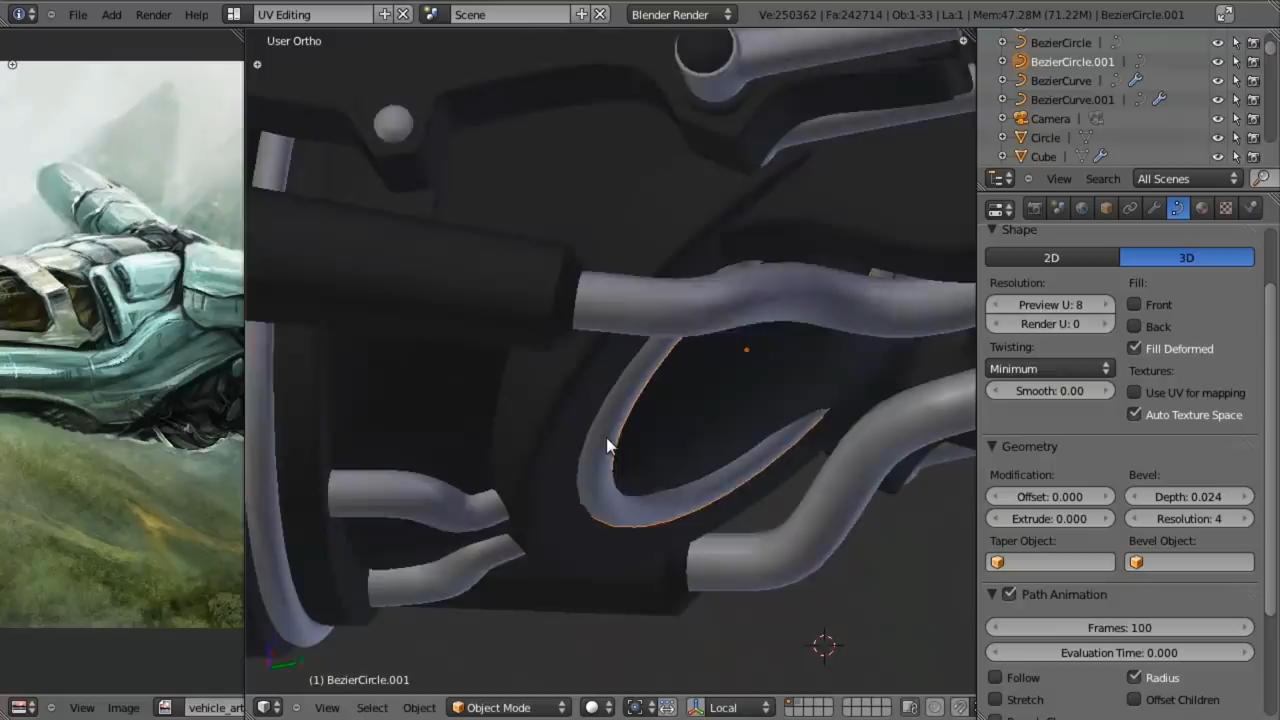 File Add Render Help UV Editing Scene Blender Render Ve:250362 | Fa:242714 | Ob:1-33 | La:1 | Mem:47.28M (71.22M) | BezierCircle.001
User Ortho
BezierCircle
BezierCircle.001
BezierCurve
BezierCurve.001
Camera
Circle
Cube
View Search All Scenes
Shape
2D 3D
Resolution: Fill:
Preview U: 8 Front
Render U: 0 Back
Twisting: Fill Deformed
Minimum Textures:
Smooth: 0.00 Use UV for mapping
Auto Texture Space
Geometry
Modification: Bevel:
Offset: 0.000 Depth: 0.024
Extrude: 0.000 Resolution: 4
Taper Object: Bevel Object:
Path Animation
Frames: 100
Evaluation Time: 0.000
Follow Radius
Stretch Offset Children
(1) BezierCircle.001
View Image vehicle_art View Select Object Object Mode Local